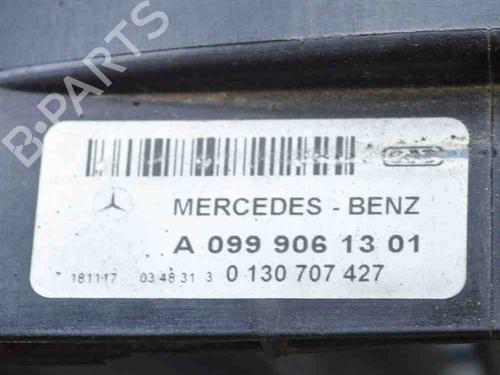 B-PARTS
MERCEDES - BENZ
A 099 906 13 01
181117 03 48 31 3 0 130 707 427